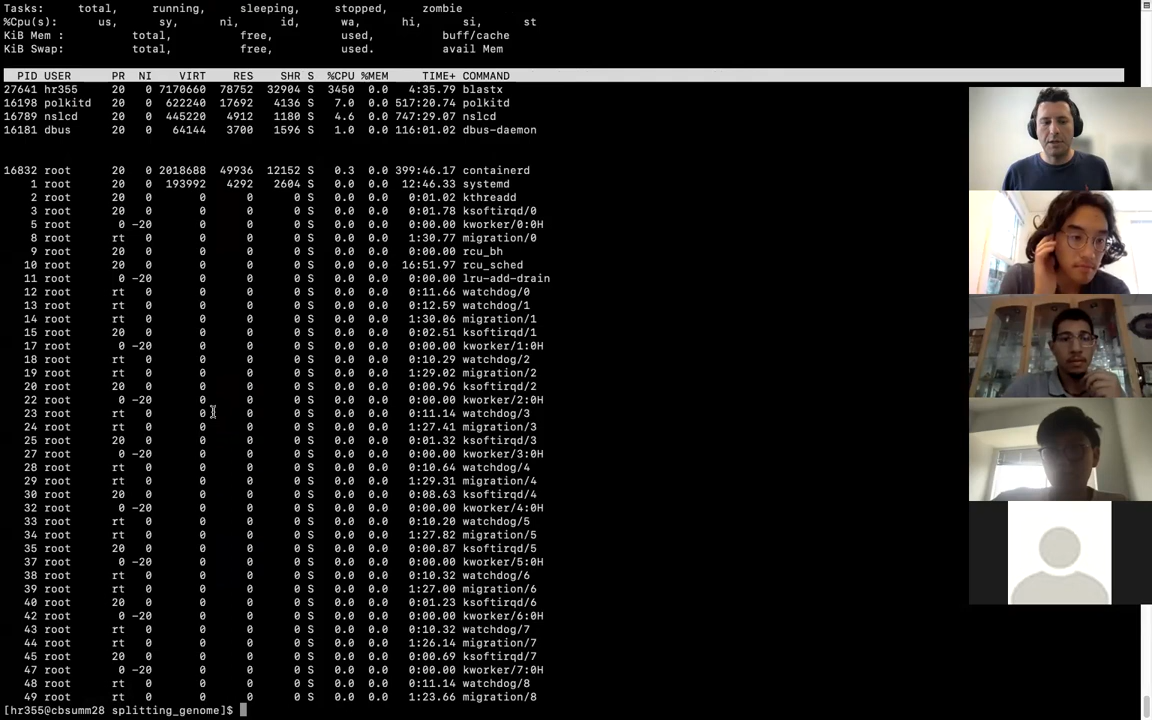 Tasks: total, running, sleeping, stopped, zombie
%Cpu(s): us, sy, ni, id, wa, hi, si, st
KiB Mem : total, free, used, buff/cache
KiB Swap: total, free, used. avail Mem
PID USER PR NI VIRT RES SHR S %CPU %MEM TIME+ COMMAND
27641 hr355 20 0 7170660 78752 32904 S 3450 0.0 4:35.79 blastx
16198 polkitd 20 0 622240 17692 4136 S 7.0 0.0 517:20.74 polkitd
16789 nslcd 20 0 445220 4912 1180 S 4.6 0.0 747:29.07 nslcd
16181 dbus 20 0 64144 3700 1596 S 1.0 0.0 116:01.02 dbus-daemon
16832 root 20 0 2018688 49936 12152 S 0.3 0.0 399:46.17 containerd
1 root 20 0 193992 4292 2604 S 0.0 0.0 12:46.33 systemd
2 root 20 0 0 0 0 S 0.0 0.0 0:01.02 kthreadd
3 root 20 0 0 0 0 S 0.0 0.0 0:01.78 ksoftirqd/0
5 root 0 -20 0 0 0 S 0.0 0.0 0:00.00 kworker/0:0H
8 root rt 0 0 0 0 S 0.0 0.0 1:30.77 migration/0
9 root 20 0 0 0 0 S 0.0 0.0 0:00.00 rcu_bh
10 root 20 0 0 0 0 S 0.0 0.0 16:51.97 rcu_sched
11 root 0 -20 0 0 0 S 0.0 0.0 0:00.00 lru-add-drain
12 root rt 0 0 0 0 S 0.0 0.0 0:11.66 watchdog/0
13 root rt 0 0 0 0 S 0.0 0.0 0:12.59 watchdog/1
14 root rt 0 0 0 0 S 0.0 0.0 1:30.06 migration/1
15 root 20 0 0 0 0 S 0.0 0.0 0:02.51 ksoftirqd/1
17 root 0 -20 0 0 0 S 0.0 0.0 0:00.00 kworker/1:0H
18 root rt 0 0 0 0 S 0.0 0.0 0:10.29 watchdog/2
19 root rt 0 0 0 0 S 0.0 0.0 1:29.02 migration/2
20 root 20 0 0 0 0 S 0.0 0.0 0:00.96 ksoftirqd/2
22 root 0 -20 0 0 0 S 0.0 0.0 0:00.00 kworker/2:0H
23 root rt 0 0 0 0 S 0.0 0.0 0:11.14 watchdog/3
24 root rt 0 0 0 0 S 0.0 0.0 1:27.41 migration/3
25 root 20 0 0 0 0 S 0.0 0.0 0:01.32 ksoftirqd/3
27 root 0 -20 0 0 0 S 0.0 0.0 0:00.00 kworker/3:0H
28 root rt 0 0 0 0 S 0.0 0.0 0:10.64 watchdog/4
29 root rt 0 0 0 0 S 0.0 0.0 1:29.31 migration/4
30 root 20 0 0 0 0 S 0.0 0.0 0:08.63 ksoftirqd/4
32 root 0 -20 0 0 0 S 0.0 0.0 0:00.00 kworker/4:0H
33 root rt 0 0 0 0 S 0.0 0.0 0:10.20 watchdog/5
34 root rt 0 0 0 0 S 0.0 0.0 1:27.82 migration/5
35 root 20 0 0 0 0 S 0.0 0.0 0:00.87 ksoftirqd/5
37 root 0 -20 0 0 0 S 0.0 0.0 0:00.00 kworker/5:0H
38 root rt 0 0 0 0 S 0.0 0.0 0:10.32 watchdog/6
39 root rt 0 0 0 0 S 0.0 0.0 1:27.00 migration/6
40 root 20 0 0 0 0 S 0.0 0.0 0:01.23 ksoftirqd/6
42 root 0 -20 0 0 0 S 0.0 0.0 0:00.00 kworker/6:0H
43 root rt 0 0 0 0 S 0.0 0.0 0:10.32 watchdog/7
44 root rt 0 0 0 0 S 0.0 0.0 1:26.14 migration/7
45 root 20 0 0 0 0 S 0.0 0.0 0:00.69 ksoftirqd/7
47 root 0 -20 0 0 0 S 0.0 0.0 0:00.00 kworker/7:0H
48 root rt 0 0 0 0 S 0.0 0.0 0:11.14 watchdog/8
49 root rt 0 0 0 0 S 0.0 0.0 1:23.66 migration/8
[hr355@cbsumm28 splitting_genome]$